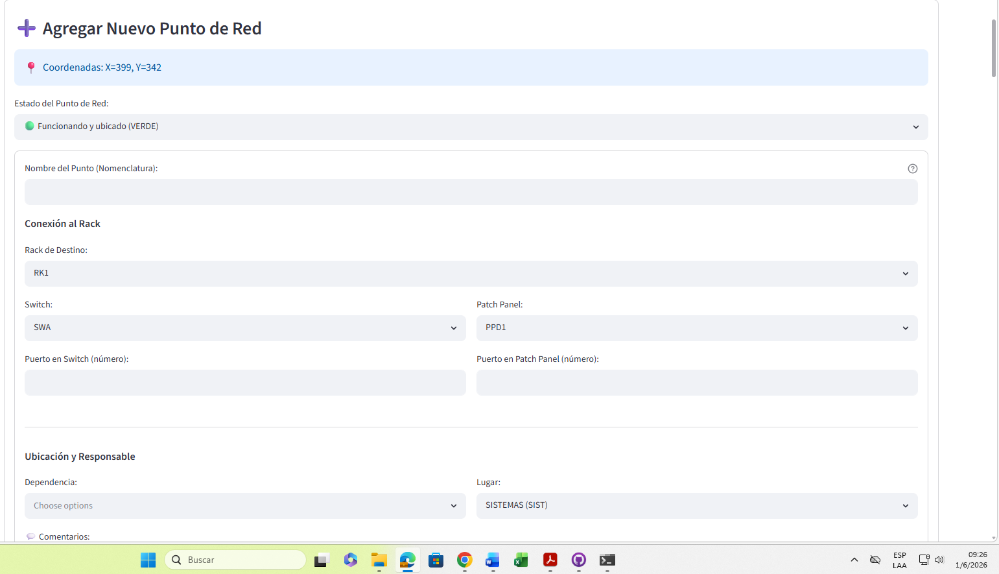 Agregar Nuevo Punto de Red
Coordenadas: X=399, Y=342
Estado del Punto de Red:
Funcionando y ubicado (VERDE)
Nombre del Punto (Nomenclatura):
Conexión al Rack
Rack de Destino:
RK1
Switch:
Patch Panel:
SWA
PPD1
Puerto en Switch (número):
Puerto en Patch Panel (número):
Ubicación y Responsable
Dependencia:
Lugar:
Choose options
SISTEMAS (SIST)
Comentarios:
Buscar
ESP
LAA
09:26
1/6/2026